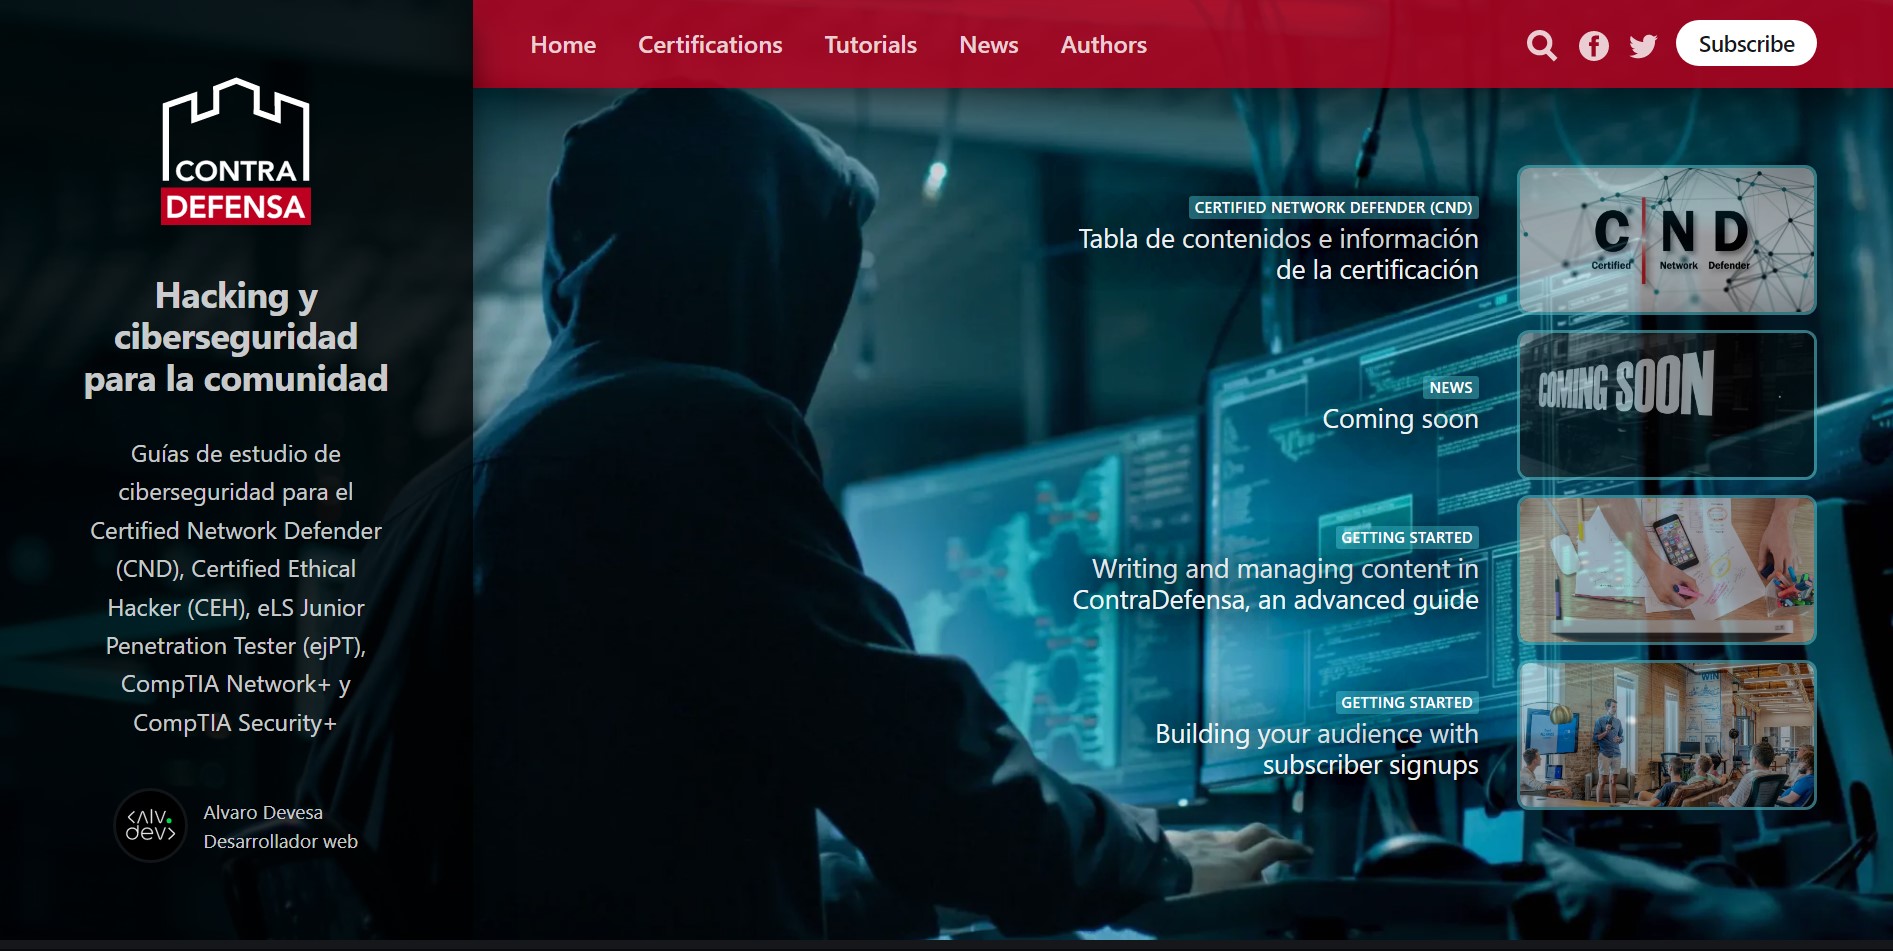 CONTRA
DEFENSA
Hacking y
ciberseguridad
para la comunidad
Guías de estudio de
ciberseguridad para el
Certified Network Defender
(CND), Certified Ethical
Hacker (CEH), eLS Junior
Penetration Tester (ejPT),
CompTIA Network+ y
CompTIA Security+
<ΛlV.
dev>
Alvaro Devesa
Desarrollador web
Home Certifications Tutorials News Authors
Subscribe
CERTIFIED NETWORK DEFENDER (CND)
Tabla de contenidos e información
de la certificación
C N D
Certified Network Defender
NEWS
Coming soon
COMING SOON
GETTING STARTED
Writing and managing content in
ContraDefensa, an advanced guide
GETTING STARTED
Building your audience with
subscriber signups
WIN